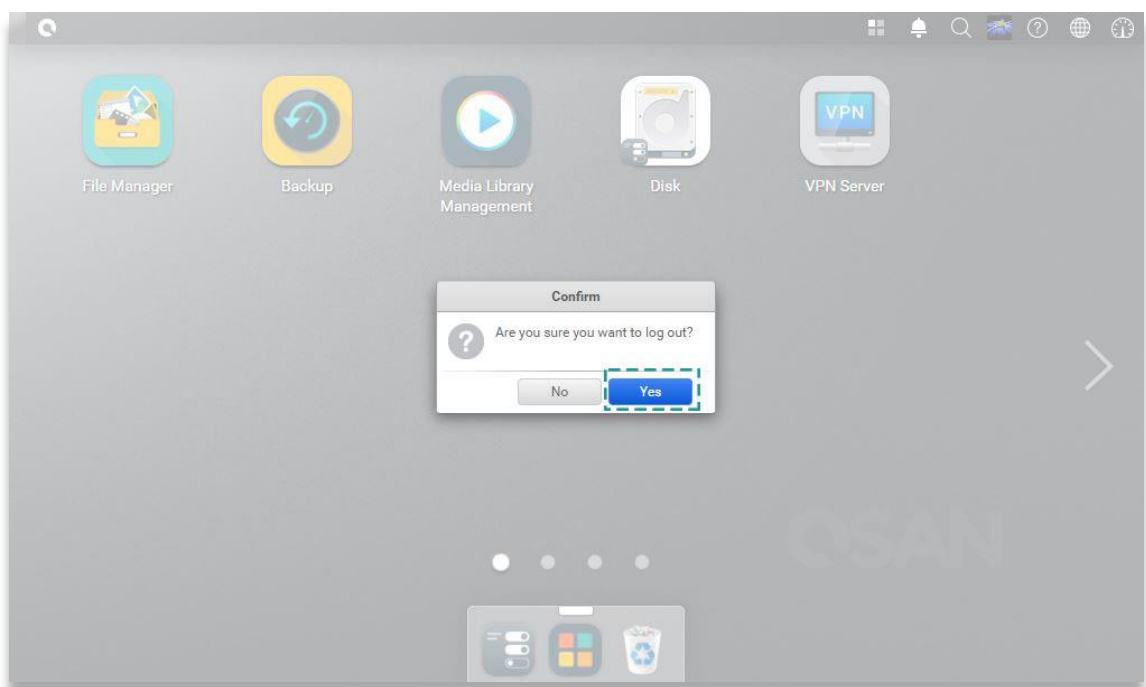 VPN
File Manager
Backup
Media Library
Management
Disk
VPN Server
Confirm
Are you sure you want to log out?
No
Yes
QSAN